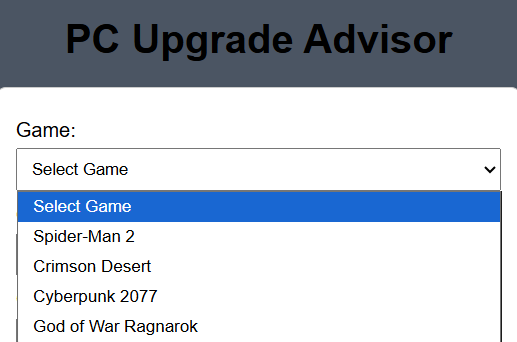 PC Upgrade Advisor
Game:
Select Game
Select Game
Spider-Man 2
Crimson Desert
Cyberpunk 2077
God of War Ragnarok